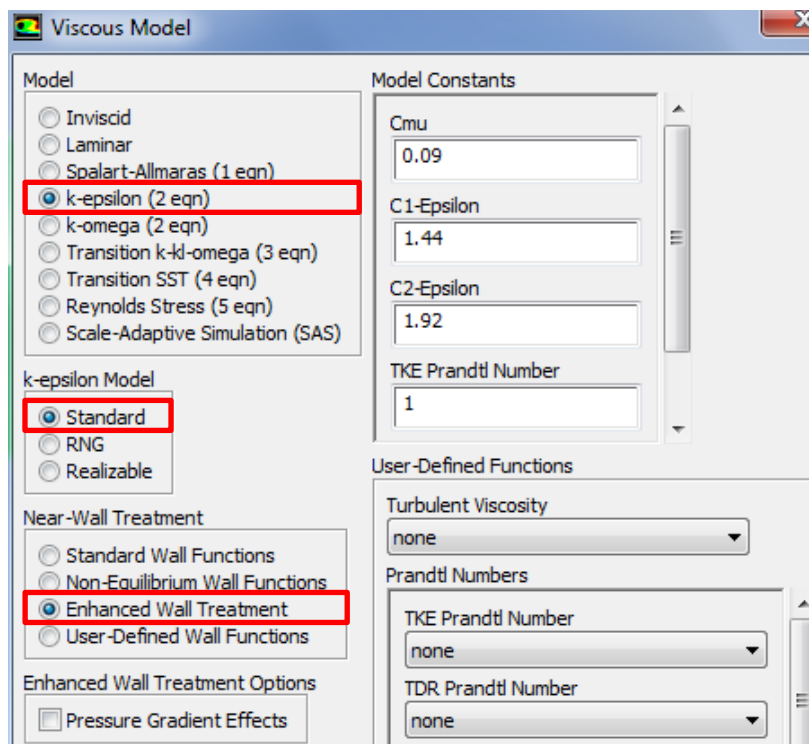 Viscous Model
Model
Inviscid
Laminar
Spalart-Allmaras (1 eqn)
k-epsilon (2 eqn)
k-omega (2 eqn)
Transition k-kl-omega (3 eqn)
Transition SST (4 eqn)
Reynolds Stress (5 eqn)
Scale-Adaptive Simulation (SAS)
k-epsilon Model
Standard
RNG
Realizable
Near-Wall Treatment
Standard Wall Functions
Non-Equilibrium Wall Functions
Enhanced Wall Treatment
User-Defined Wall Functions
Enhanced Wall Treatment Options
Pressure Gradient Effects
Model Constants
Cmu
0.09
C1-Epsilon
1.44
C2-Epsilon
1.92
TKE Prandtl Number
1
User-Defined Functions
Turbulent Viscosity
none
Prandtl Numbers
TKE Prandtl Number
none
TDR Prandtl Number
none